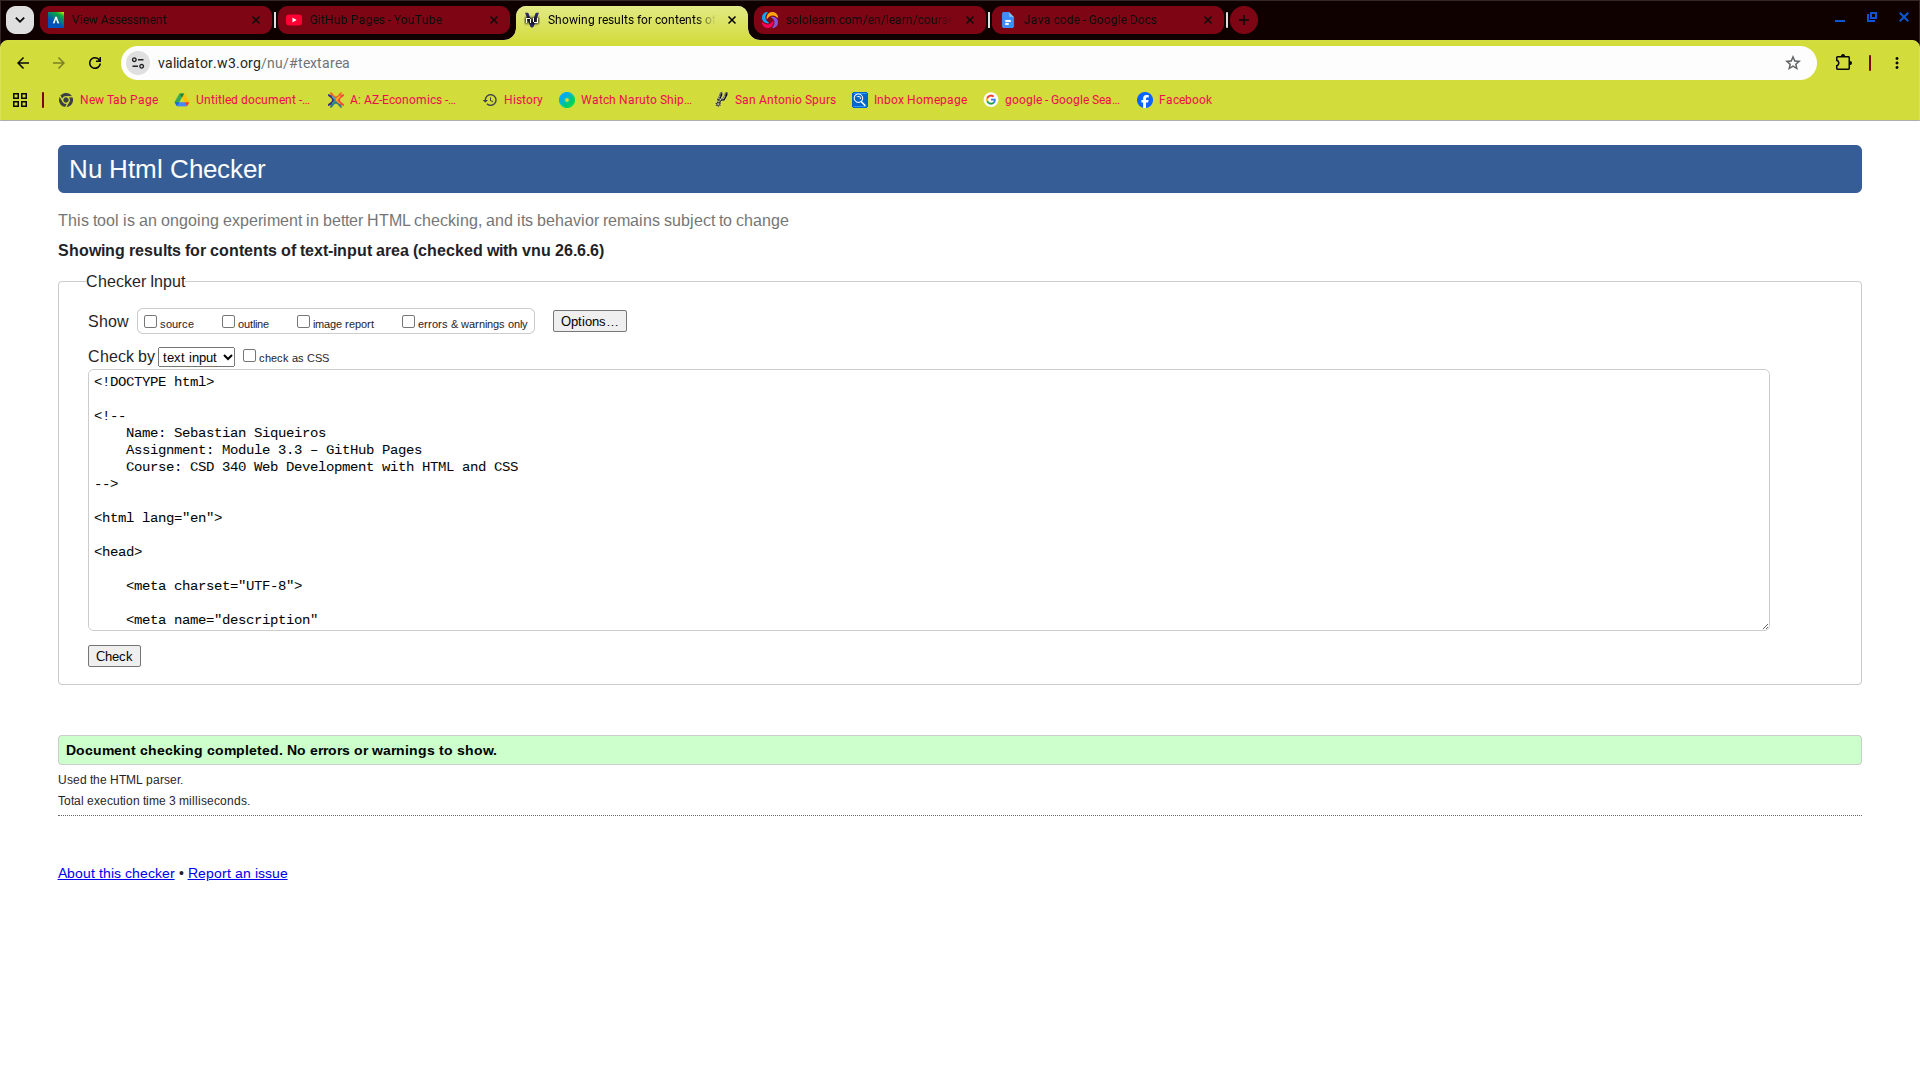 View Assessment
GitHub Pages - YouTube
Showing results for contents of
sololearn.com/en/learn/course
Java code - Google Docs
validator.w3.org/nu/#textarea
New Tab Page
Untitled document -...
A: AZ-Economics -...
History
Watch Naruto Ship...
San Antonio Spurs
Inbox Homepage
google - Google Sea...
Facebook
Nu Html Checker
This tool is an ongoing experiment in better HTML checking, and its behavior remains subject to change
Showing results for contents of text-input area (checked with vnu 26.6.6)
Checker Input
Show source outline image report errors & warnings only Options...
Check by text input check as CSS
<!DOCTYPE html>
<!--
Name: Sebastian Siqueiros
Assignment: Module 3.3 – GitHub Pages
Course: CSD 340 Web Development with HTML and CSS
-->
<html lang="en">
<head>
<meta charset="UTF-8">
<meta name="description"
Check
Document checking completed. No errors or warnings to show.
Used the HTML parser.
Total execution time 3 milliseconds.
About this checker • Report an issue